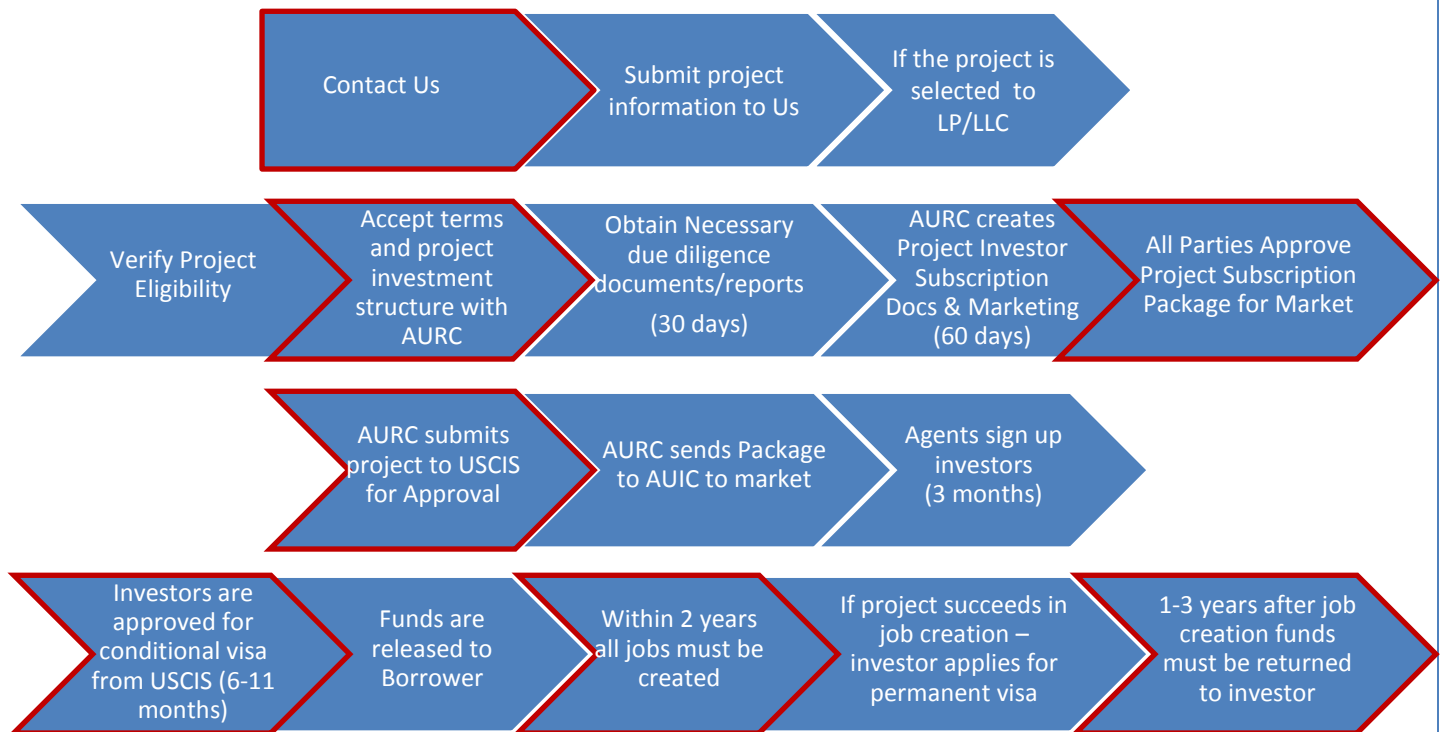 Contact Us
Submit project
information to Us
If the project is
selected to
LP/LLC
Verify Project
Eligibility
Accept terms
and project
investment
structure with
AURC
Obtain Necessary
due diligence
documents/reports
(30 days)
AURC creates
Project Investor
Subscription
Docs & Marketing
(60 days)
All Parties Approve
Project Subscription
Package for Market
AURC submits
project to USCIS
for Approval
AURC sends Package
to AUIC to market
Agents sign up
investors
(3 months)
Investors are
approved for
conditional visa
from USCIS (6-11
months)
Funds are
released to
Borrower
Within 2 years
all jobs must be
created
If project succeeds in
job creation –
investor applies for
permanent visa
1-3 years after job
creation funds
must be returned
to investor